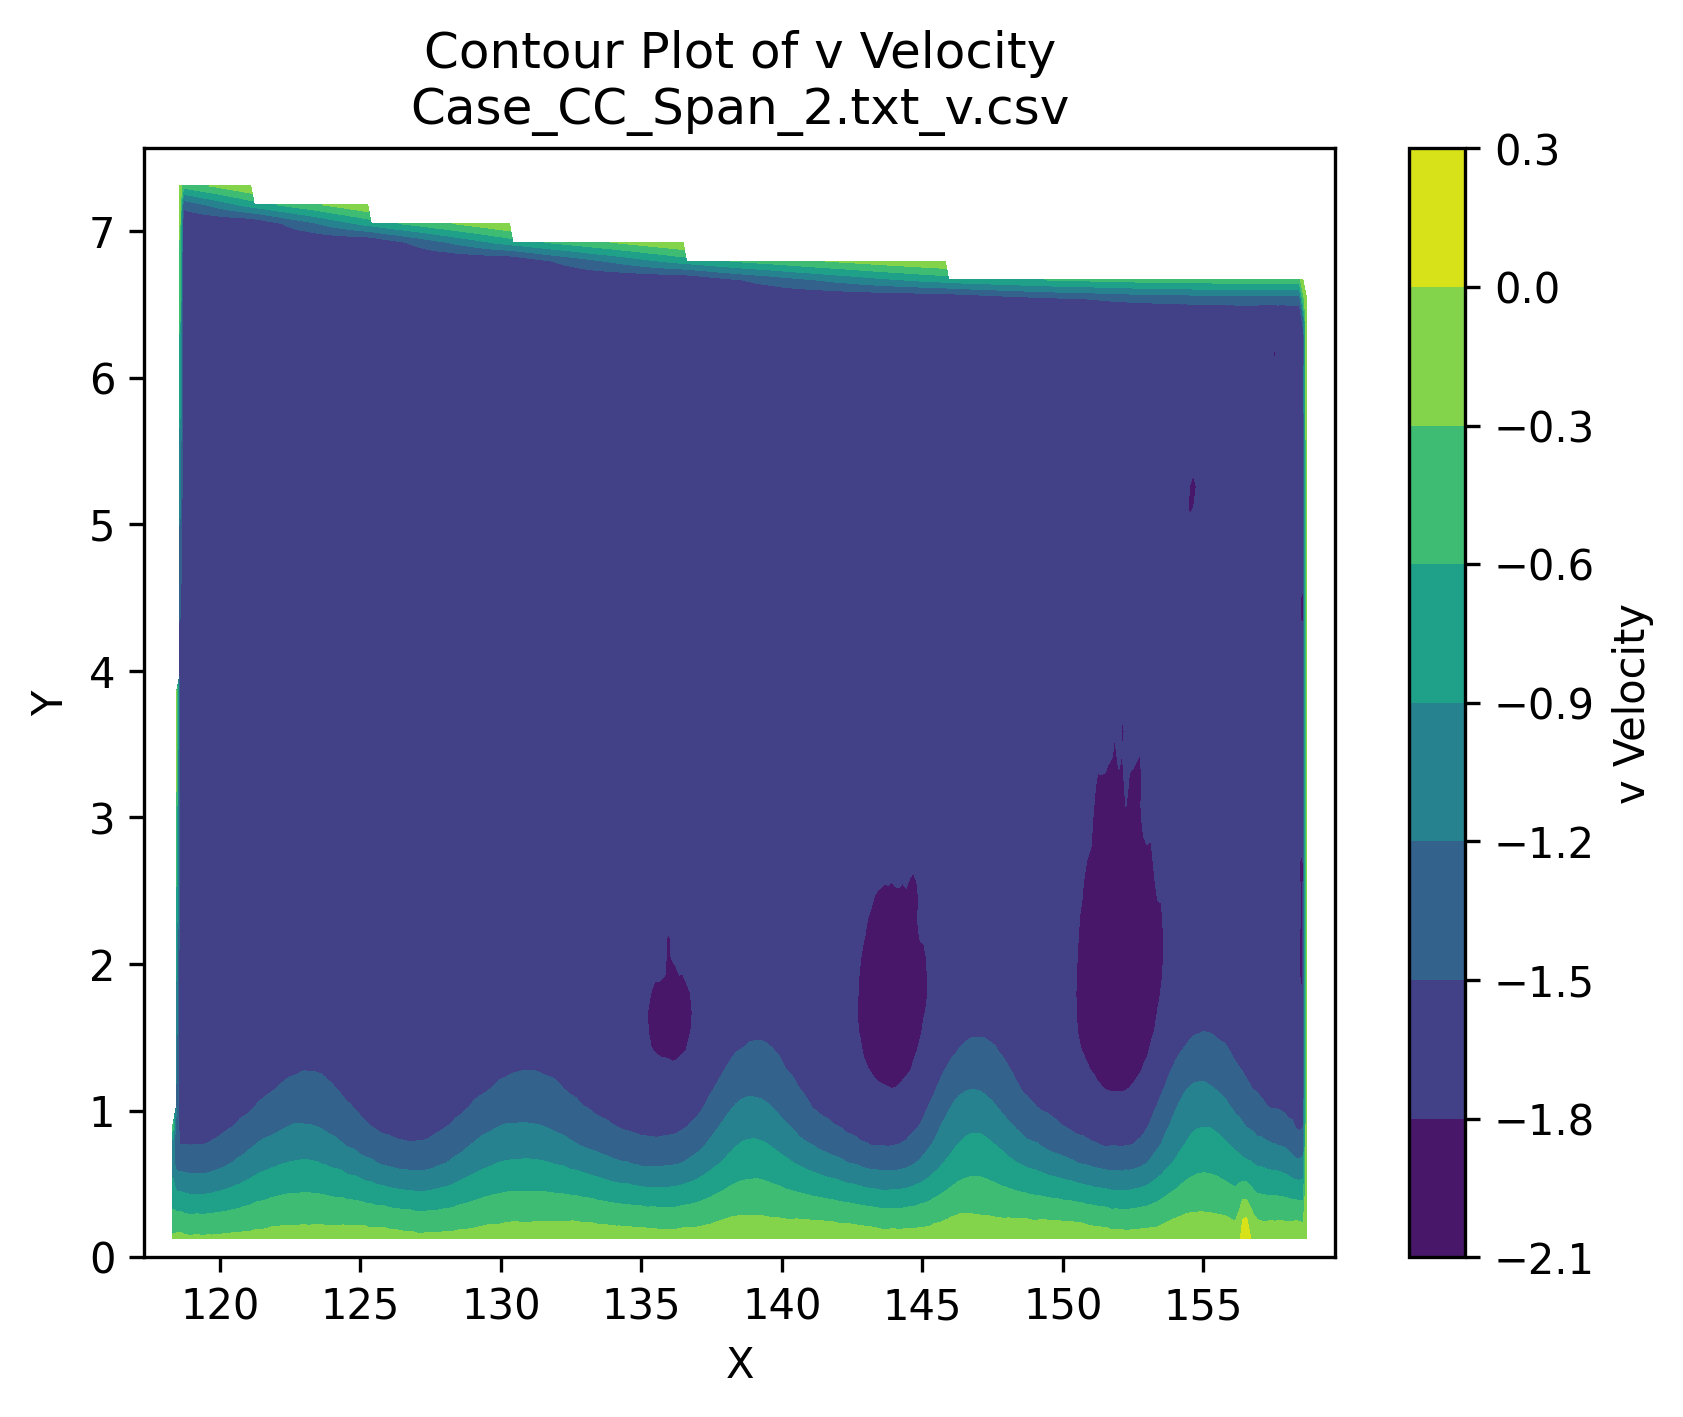 Contour Plot of v Velocity
Case_CC_Span_2.txt_v.csv
7
6
5
4
3
2
1
0
Y
120 125 130 135 140 145 150 155
X
0.3
0.0
−0.3
−0.6
−0.9
−1.2
−1.5
−1.8
−2.1
v Velocity